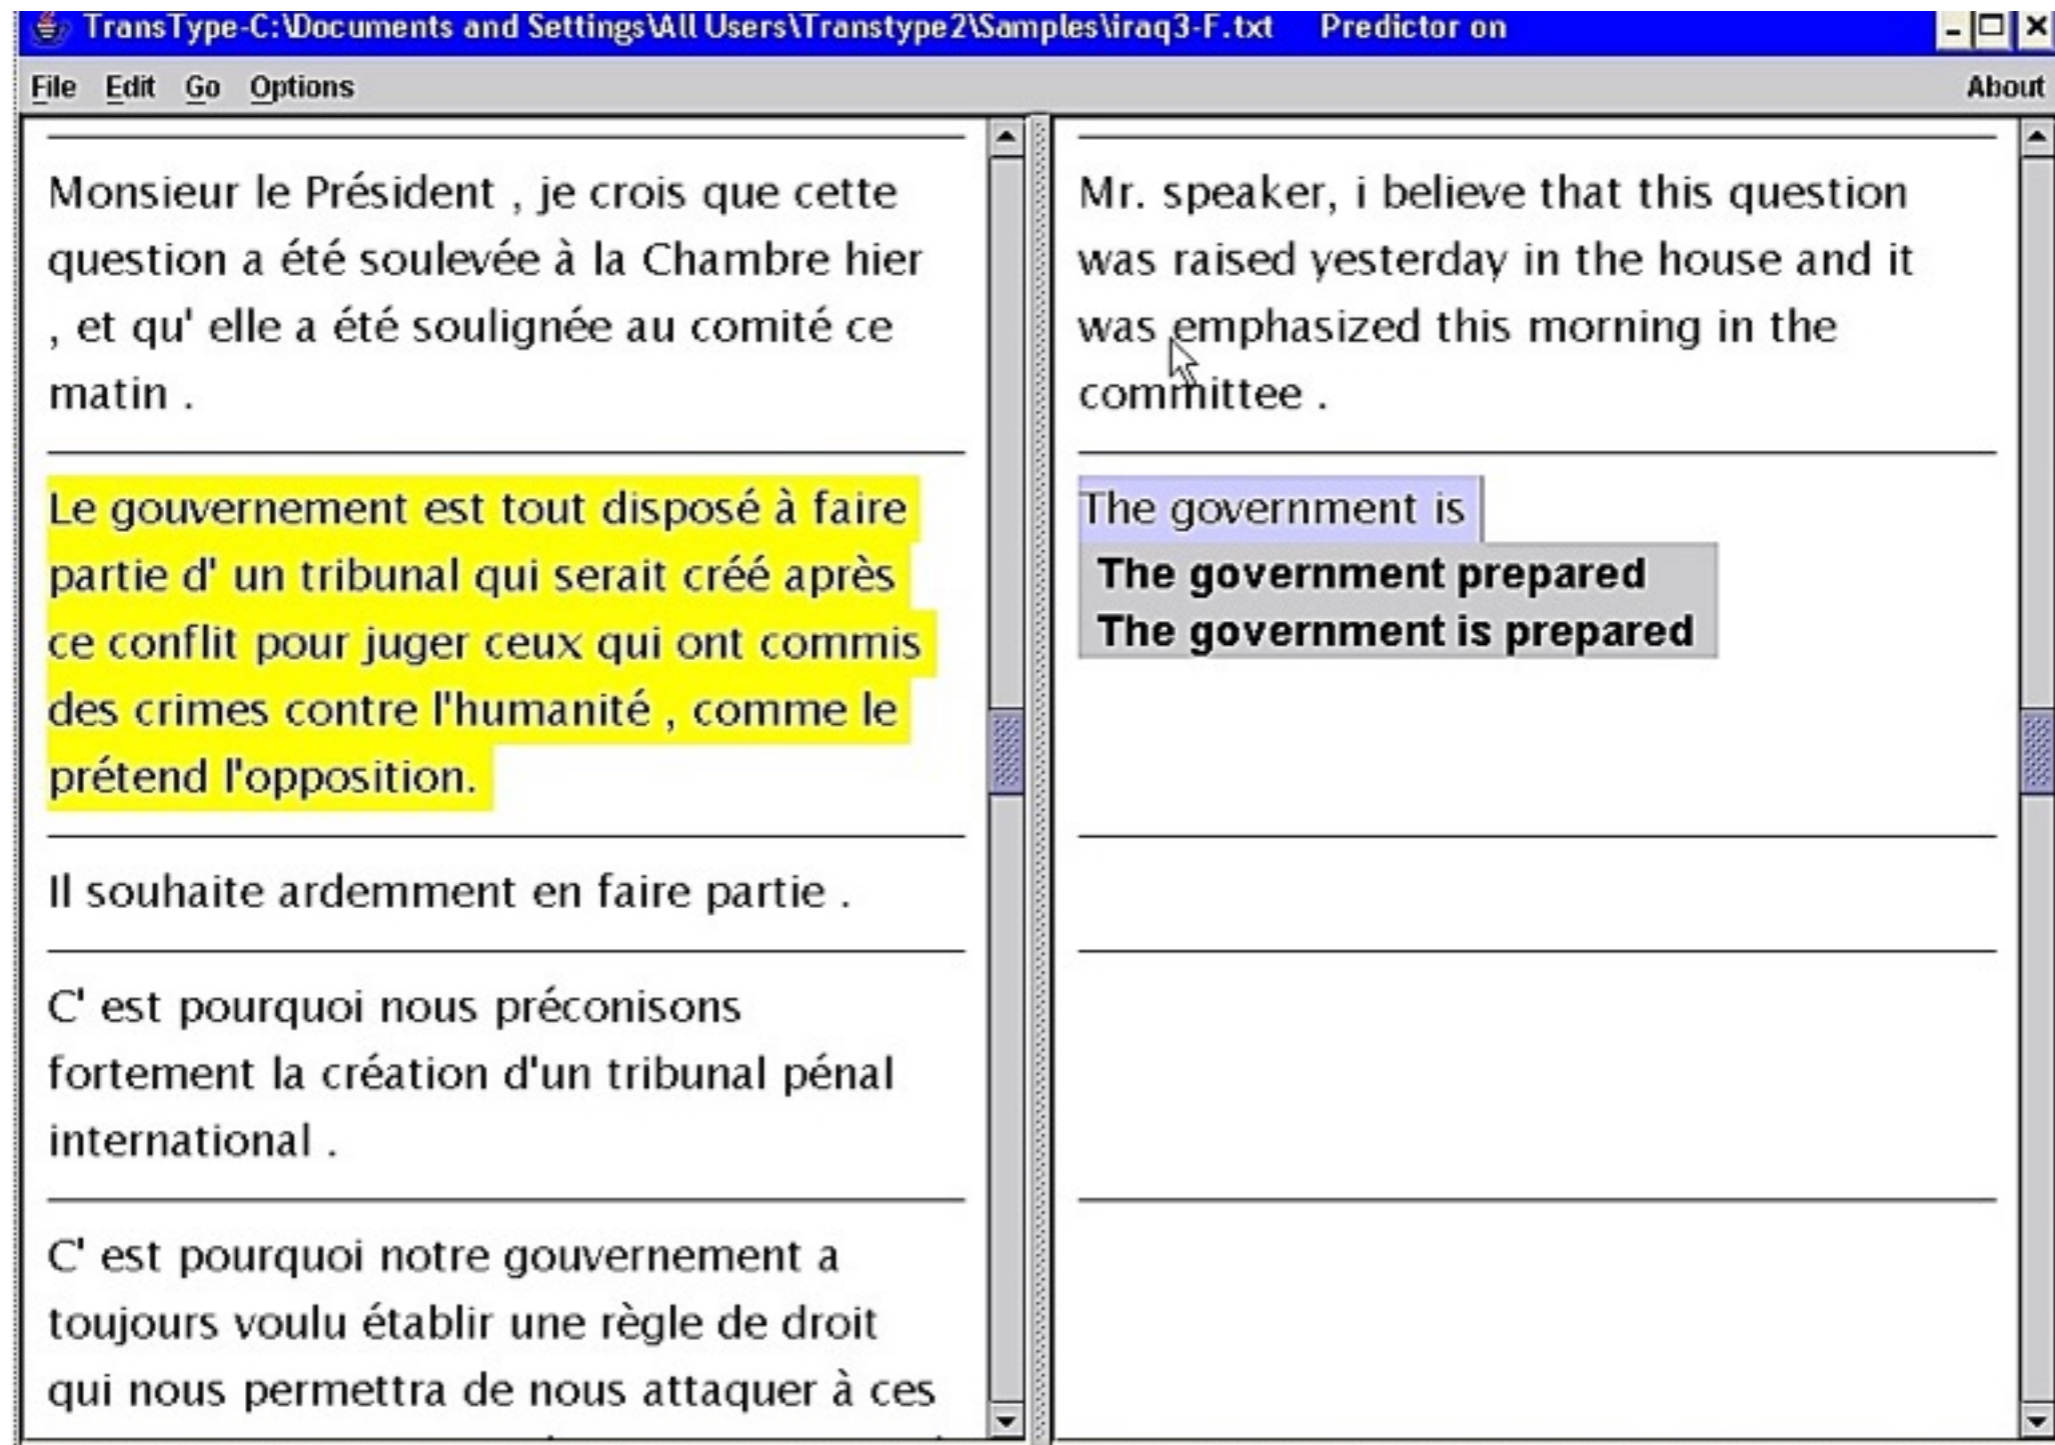 TransType-C:\Documents and Settings\All Users\Transtype2\Samples\iraq3-F.txt Predictor on
File Edit Go Options About
Monsieur le Président , je crois que cette
question a été soulevée à la Chambre hier
, et qu' elle a été soulignée au comité ce
matin .
Le gouvernement est tout disposé à faire
partie d' un tribunal qui serait créé après
ce conflit pour juger ceux qui ont commis
des crimes contre l'humanité , comme le
prétend l'opposition.
Il souhaite ardemment en faire partie .
C' est pourquoi nous préconisons
fortement la création d'un tribunal pénal
international .
C' est pourquoi notre gouvernement a
toujours voulu établir une règle de droit
qui nous permettra de nous attaquer à ces
Mr. speaker, i believe that this question
was raised yesterday in the house and it
was emphasized this morning in the
committee .
The government is
The government prepared
The government is prepared